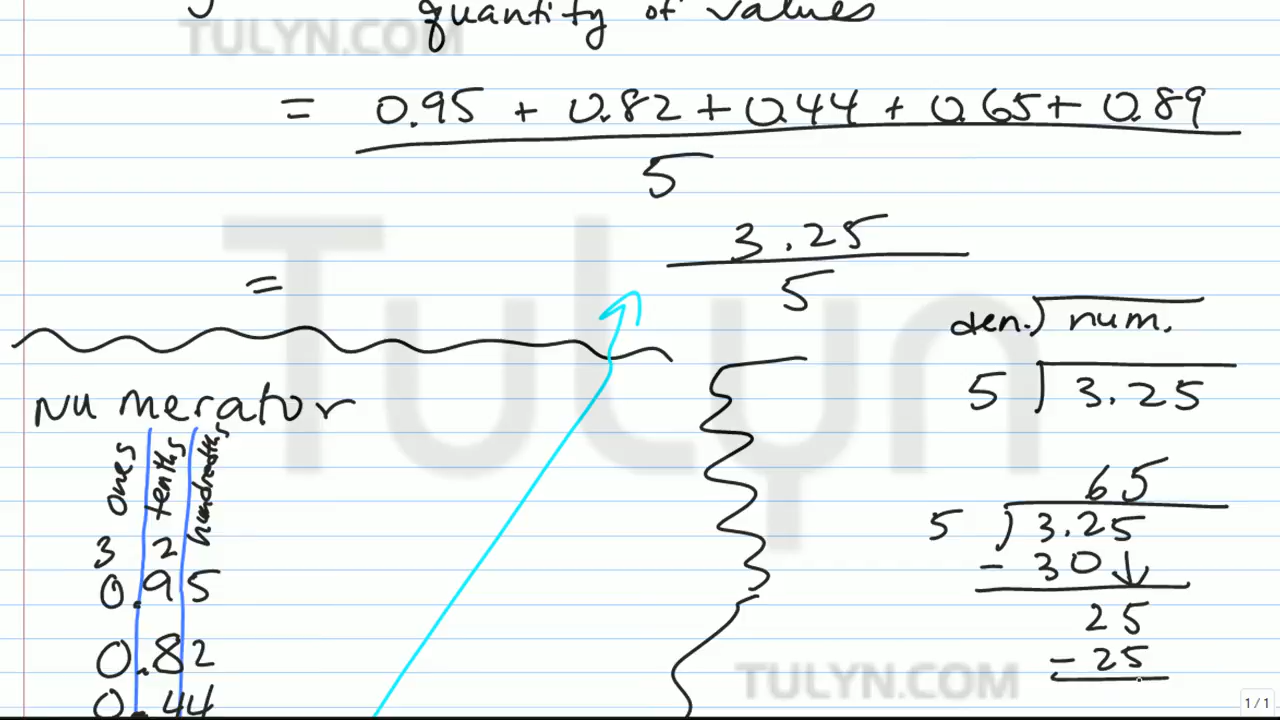 quantity of values
TULYN.COM
= 0.95 + 0.82 + 0.44 + 0.65 + 0.89
5
= 3.25
5
Tulyn
den.) num.
5 ) 3.25
Numerator
ones tenths hundredths
3 2
0.95
0.82
0.44
65
5 ) 3.25
- 30↓
25
- 25
TULYN.COM
1/1